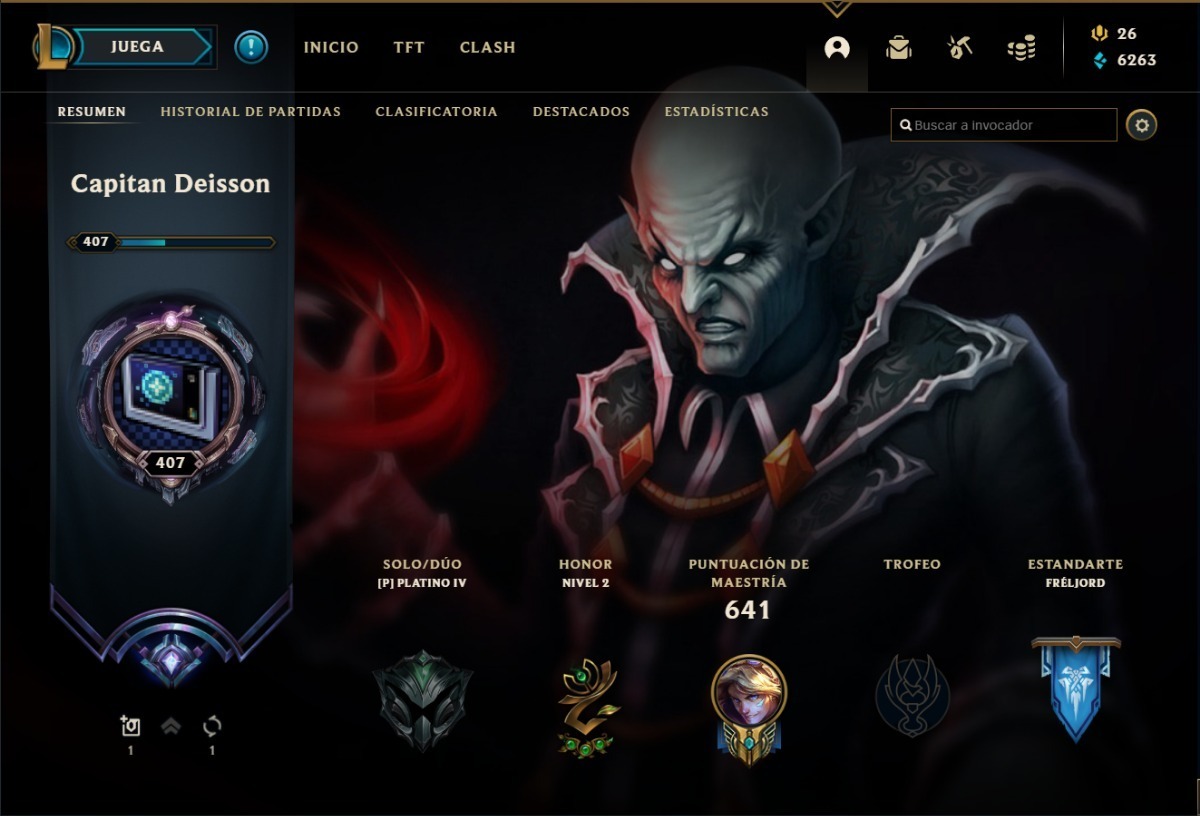 JUEGA
!
INICIO
TFT
CLASH
26
6263
RESUMEN
HISTORIAL DE PARTIDAS
CLASIFICATORIA
DESTACADOS
ESTADÍSTICAS
Buscar a invocador
Capitan Deisson
407
407
SOLO/DÚO
[P] PLATINO IV
HONOR
NIVEL 2
PUNTUACIÓN DE
MAESTRÍA
641
TROFEO
ESTANDARTE
FRÉLJORD
1
1